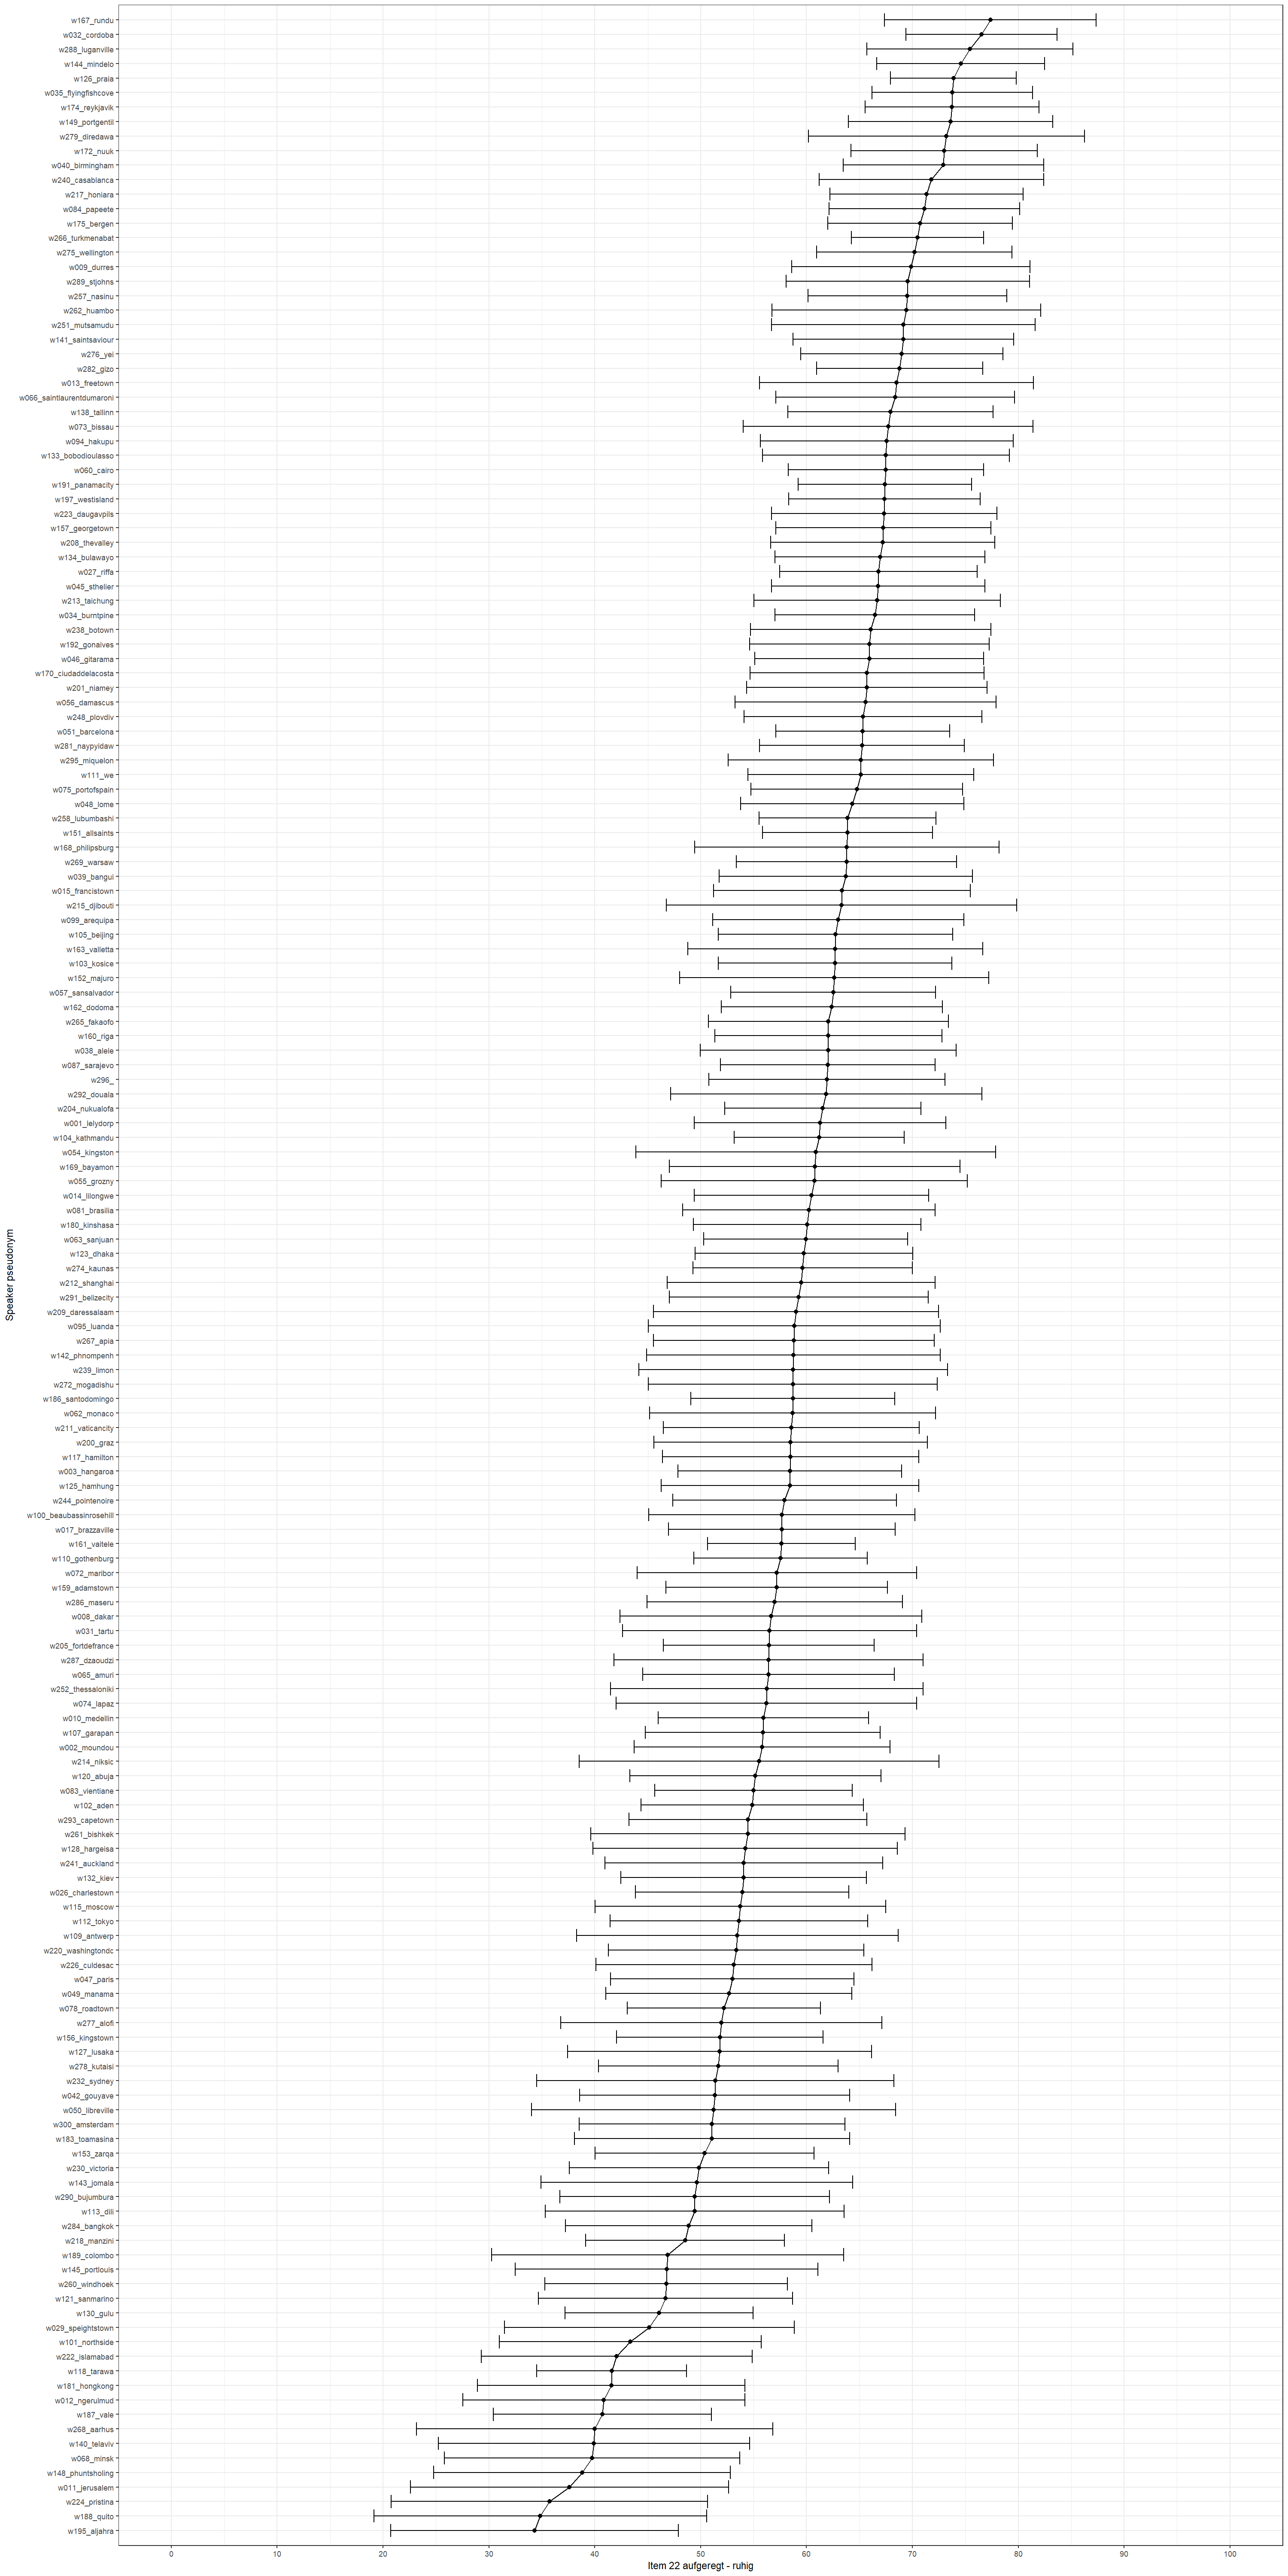 w167_rundu
w032_cordoba
w288_luganville
w144_mindelo
w126_praia
w035_flyingfishcove
w174_reykjavik
w149_portgentil
w279_diredawa
w172_nuuk
w040_birmingham
w240_casablanca
w217_honiara
w084_papeete
w175_bergen
w266_turkmenabat
w275_wellington
w009_durres
w289_stjohns
w257_nasinu
w262_huambo
w251_mutsamudu
w141_saintsaviour
w276_yei
w282_gizo
w013_freetown
w066_saintlaurentdumaroni
w138_tallinn
w073_bissau
w094_hakupu
w133_bobodioulasso
w060_cairo
w191_panamacity
w197_westisland
w223_daugavpils
w157_georgetown
w208_thevalley
w134_bulawayo
w027_riffa
w045_sthelier
w213_taichung
w034_burntpine
w238_botown
w192_gonaives
w046_gitarama
w170_ciudaddelacosta
w201_niamey
w056_damascus
w248_plovdiv
w051_barcelona
w281_naypyidaw
w295_miquelon
w111_we
w075_portofspain
w048_lome
w258_lubumbashi
w151_allsaints
w168_philipsburg
w269_warsaw
w039_bangui
w015_francistown
w215_djibouti
w099_arequipa
w105_beijing
w163_valletta
w103_kosice
w152_majuro
w057_sansalvador
w162_dodoma
w265_fakaofo
w160_riga
w038_alele
w087_sarajevo
w296_
w292_douala
w204_nukualofa
w001_lelydorp
w104_kathmandu
w054_kingston
w169_bayamon
w055_grozny
w014_lilongwe
w081_brasilia
w180_kinshasa
w063_sanjuan
w123_dhaka
w274_kaunas
w212_shanghai
w291_belizecity
w209_daressalaam
w095_luanda
w267_apia
w142_phnompenh
w239_limon
w272_mogadishu
w186_santodomingo
w062_monaco
w211_vaticancity
w200_graz
w117_hamilton
w003_hangaroa
w125_hamhung
w244_pointenoire
w100_beaubassinrosehill
w017_brazzaville
w161_vaitele
w110_gothenburg
w072_maribor
w159_adamstown
w286_maseru
w008_dakar
w031_tartu
w205_fortdefrance
w287_dzaoudzi
w065_amuri
w252_thessaloniki
w074_lapaz
w010_medellin
w107_garapan
w002_moundou
w214_niksic
w120_abuja
w083_vientiane
w102_aden
w293_capetown
w261_bishkek
w128_hargeisa
w241_auckland
w132_kiev
w026_charlestown
w115_moscow
w112_tokyo
w109_antwerp
w220_washingtondc
w226_culdesac
w047_paris
w049_manama
w078_roadtown
w277_alofi
w156_kingstown
w127_lusaka
w278_kutaisi
w232_sydney
w042_gouyave
w050_libreville
w300_amsterdam
w183_toamasina
w153_zarqa
w230_victoria
w143_jomala
w290_bujumbura
w113_dili
w284_bangkok
w218_manzini
w189_colombo
w145_portlouis
w260_windhoek
w121_sanmarino
w130_gulu
w029_speightstown
w101_northside
w222_islamabad
w118_tarawa
w181_hongkong
w012_ngerulmud
w187_vale
w268_aarhus
w140_telaviv
w068_minsk
w148_phuntsholing
w011_jerusalem
w224_pristina
w188_quito
w195_aljahra
Speaker pseudonym
0 10 20 30 40 50 60 70 80 90 100
Item 22 aufgeregt - ruhig